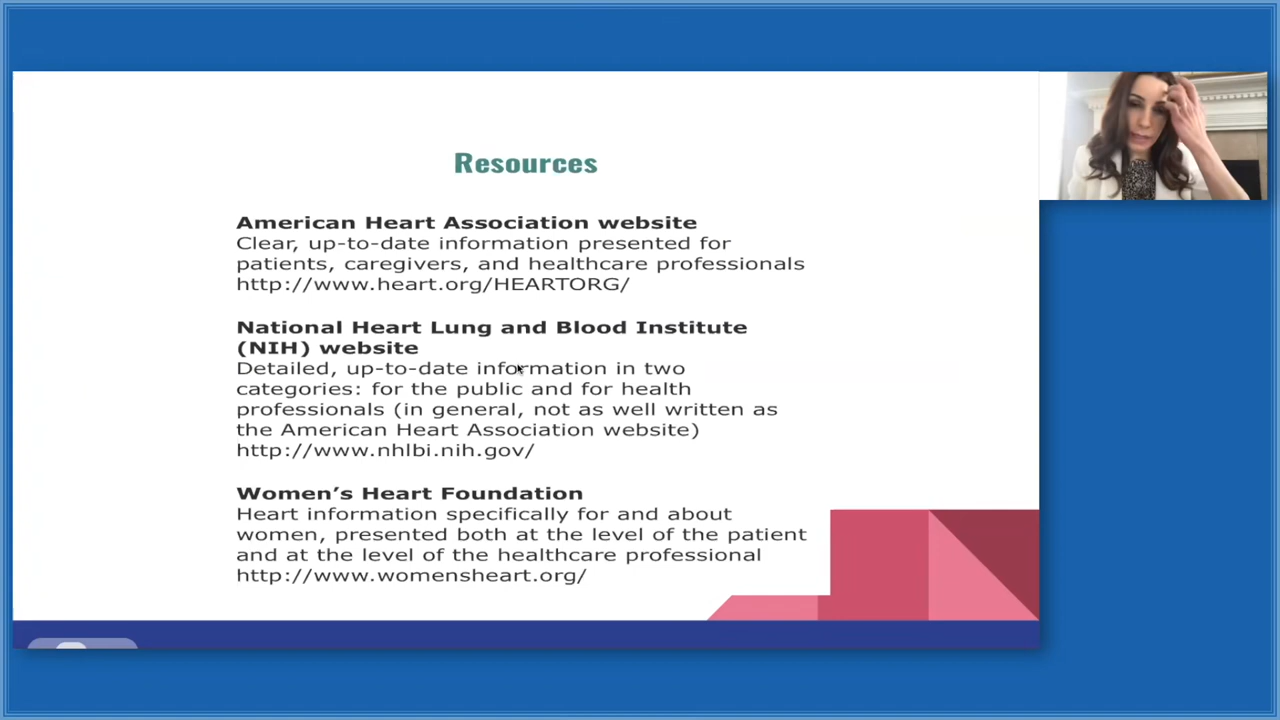 Resources
American Heart Association website
Clear, up-to-date information presented for
patients, caregivers, and healthcare professionals
http://www.heart.org/HEARTORG/
National Heart Lung and Blood Institute
(NIH) website
Detailed, up-to-date information in two
categories: for the public and for health
professionals (in general, not as well written as
the American Heart Association website)
http://www.nhlbi.nih.gov/
Women’s Heart Foundation
Heart information specifically for and about
women, presented both at the level of the patient
and at the level of the healthcare professional
http://www.womensheart.org/